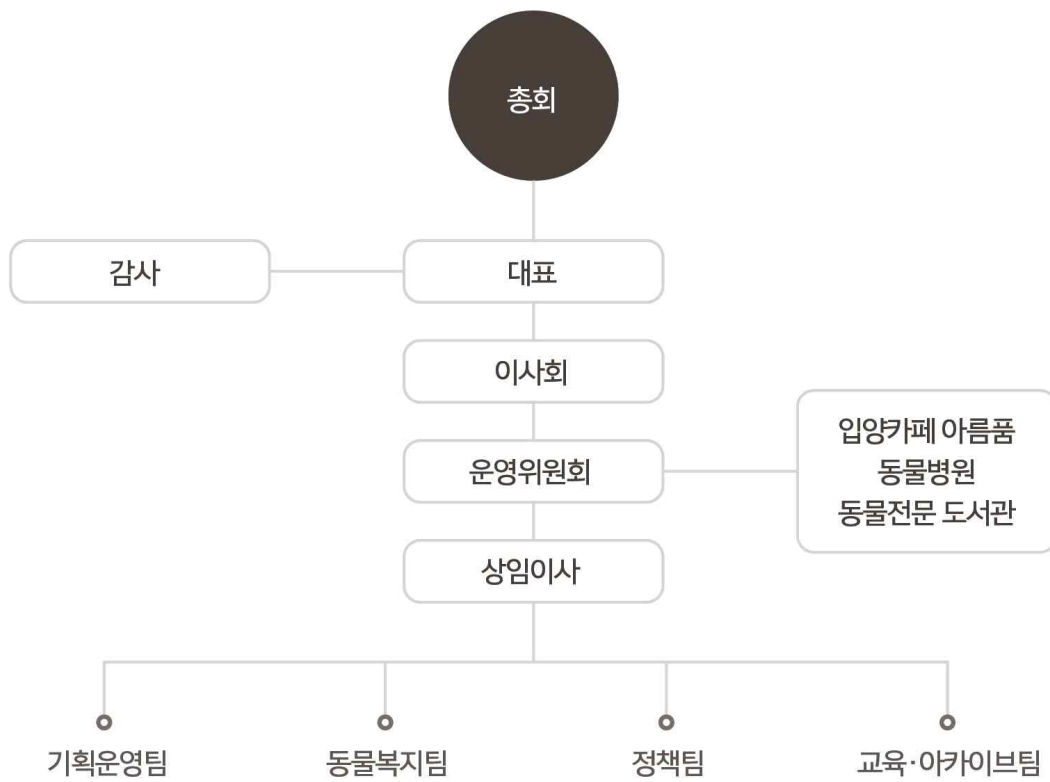 총회
감사
대표
이사회
운영위원회
입양카페 아름품
동물병원
동물전문 도서관
상임이사
기획운영팀
동물복지팀
정책팀
교육·아카이브팀